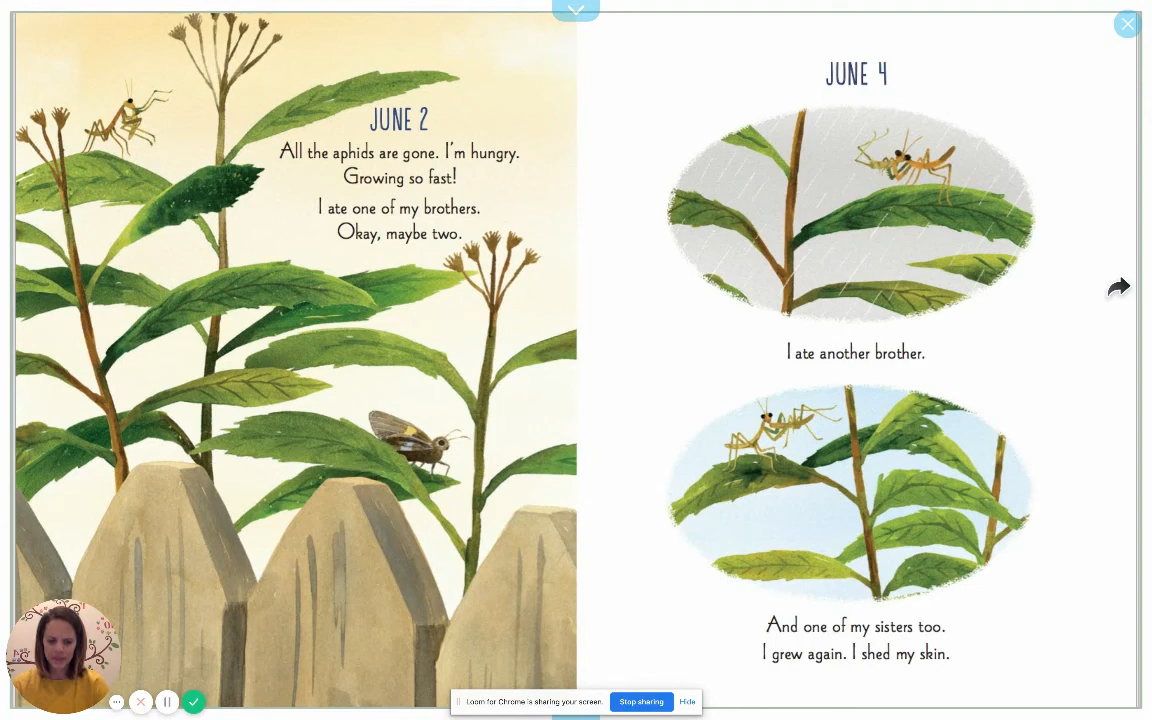 JUNE 2
All the aphids are gone. I'm hungry.
Growing so fast!
I ate one of my brothers.
Okay, maybe two.
JUNE 4
I ate another brother.
And one of my sisters too.
I grew again. I shed my skin.
Loom for Chrome is sharing your screen.
Stop sharing
Hide